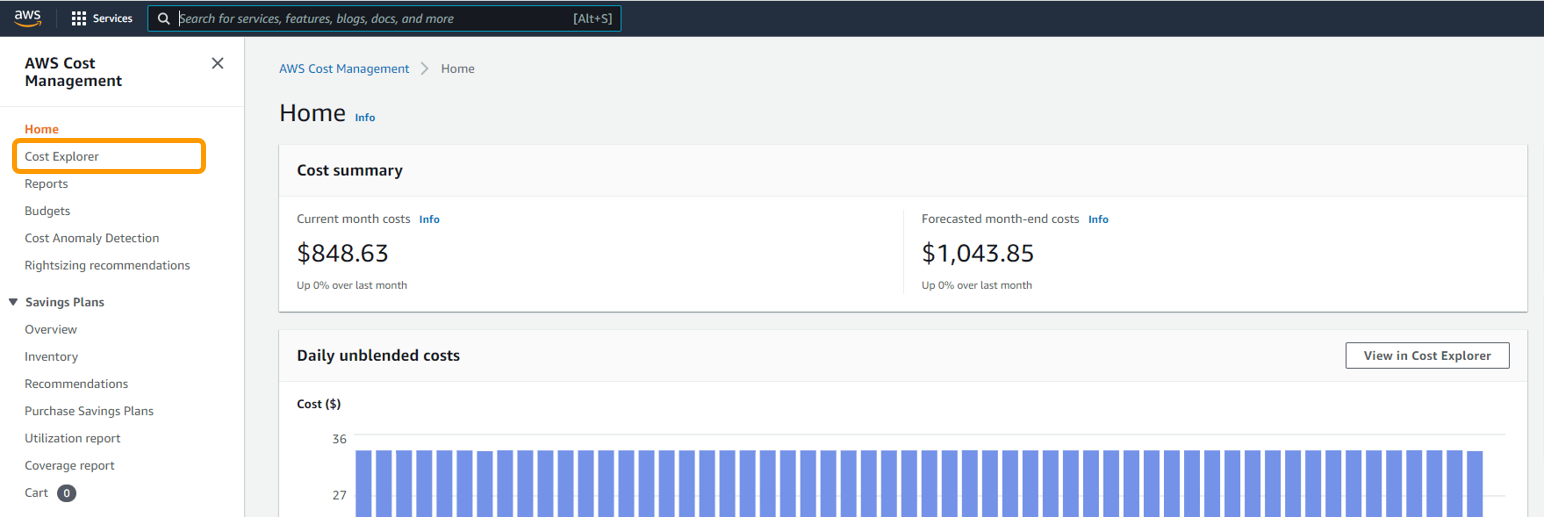 aws
Services
Search for services, features, blogs, docs, and more
[Alt+S]
AWS Cost
Management
Home
Cost Explorer
Reports
Budgets
Cost Anomaly Detection
Rightsizing recommendations
Savings Plans
Overview
Inventory
Recommendations
Purchase Savings Plans
Utilization report
Coverage report
Cart 0
AWS Cost Management > Home
Home Info
Cost summary
Current month costs Info
$848.63
Up 0% over last month
Forecasted month-end costs Info
$1,043.85
Up 0% over last month
Daily unblended costs
View in Cost Explorer
Cost ($)
36
27